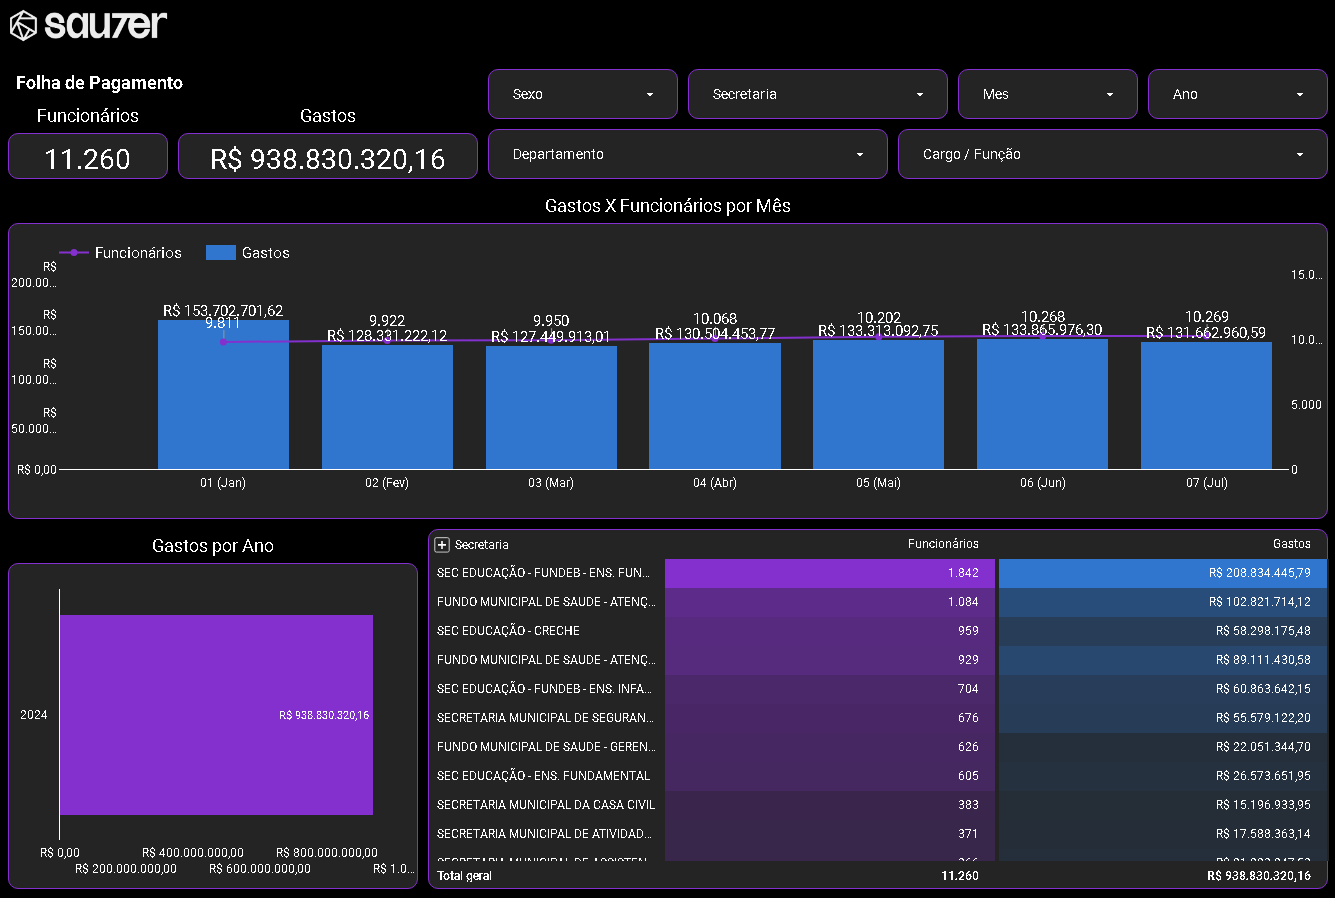 sau7er
Folha de Pagamento
Funcionários
Gastos
11.260
R$ 938.830.320,16
Sexo
Secretaria
Mes
Ano
Departamento
Cargo / Função
Gastos X Funcionários por Mês
Funcionários
Gastos
R$
200.00...
R$
150.00...
R$
100.00...
R$
50.000...
R$ 0,00
15.0...
10.0...
5.000
0
R$ 153.702.701,62
9.811
9.922
R$ 128.331.222,12
9.950
R$ 127.449.913,01
10.068
R$ 130.504.453,77
10.202
R$ 133.313.092,75
10.268
R$ 133.865.976,30
10.269
R$ 131.662.960,59
01 (Jan)
02 (Fev)
03 (Mar)
04 (Abr)
05 (Mai)
06 (Jun)
07 (Jul)
Gastos por Ano
2024
R$ 938.830.320,16
R$ 0,00
R$ 200.000.000,00
R$ 400.000.000,00
R$ 600.000.000,00
R$ 800.000.000,00
R$ 1.0...
Secretaria Funcionários Gastos
SEC EDUCAÇÃO - FUNDEB - ENS. FUN... 1.842 R$ 208.834.445,79
FUNDO MUNICIPAL DE SAUDE - ATENÇ... 1.084 R$ 102.821.714,12
SEC EDUCAÇÃO - CRECHE 959 R$ 58.298.175,48
FUNDO MUNICIPAL DE SAUDE - ATENÇ... 929 R$ 89.111.430,58
SEC EDUCAÇÃO - FUNDEB - ENS. INFA... 704 R$ 60.863.642,15
SECRETARIA MUNICIPAL DE SEGURAN... 676 R$ 55.579.122,20
FUNDO MUNICIPAL DE SAUDE - GEREN... 626 R$ 22.051.344,70
SEC EDUCAÇÃO - ENS. FUNDAMENTAL 605 R$ 26.573.651,95
SECRETARIA MUNICIPAL DA CASA CIVIL 383 R$ 15.196.933,95
SECRETARIA MUNICIPAL DE ATIVIDAD... 371 R$ 17.588.363,14
SECRETARIA MUNICIPAL DE
Total geral 11.260 R$ 938.830.320,16